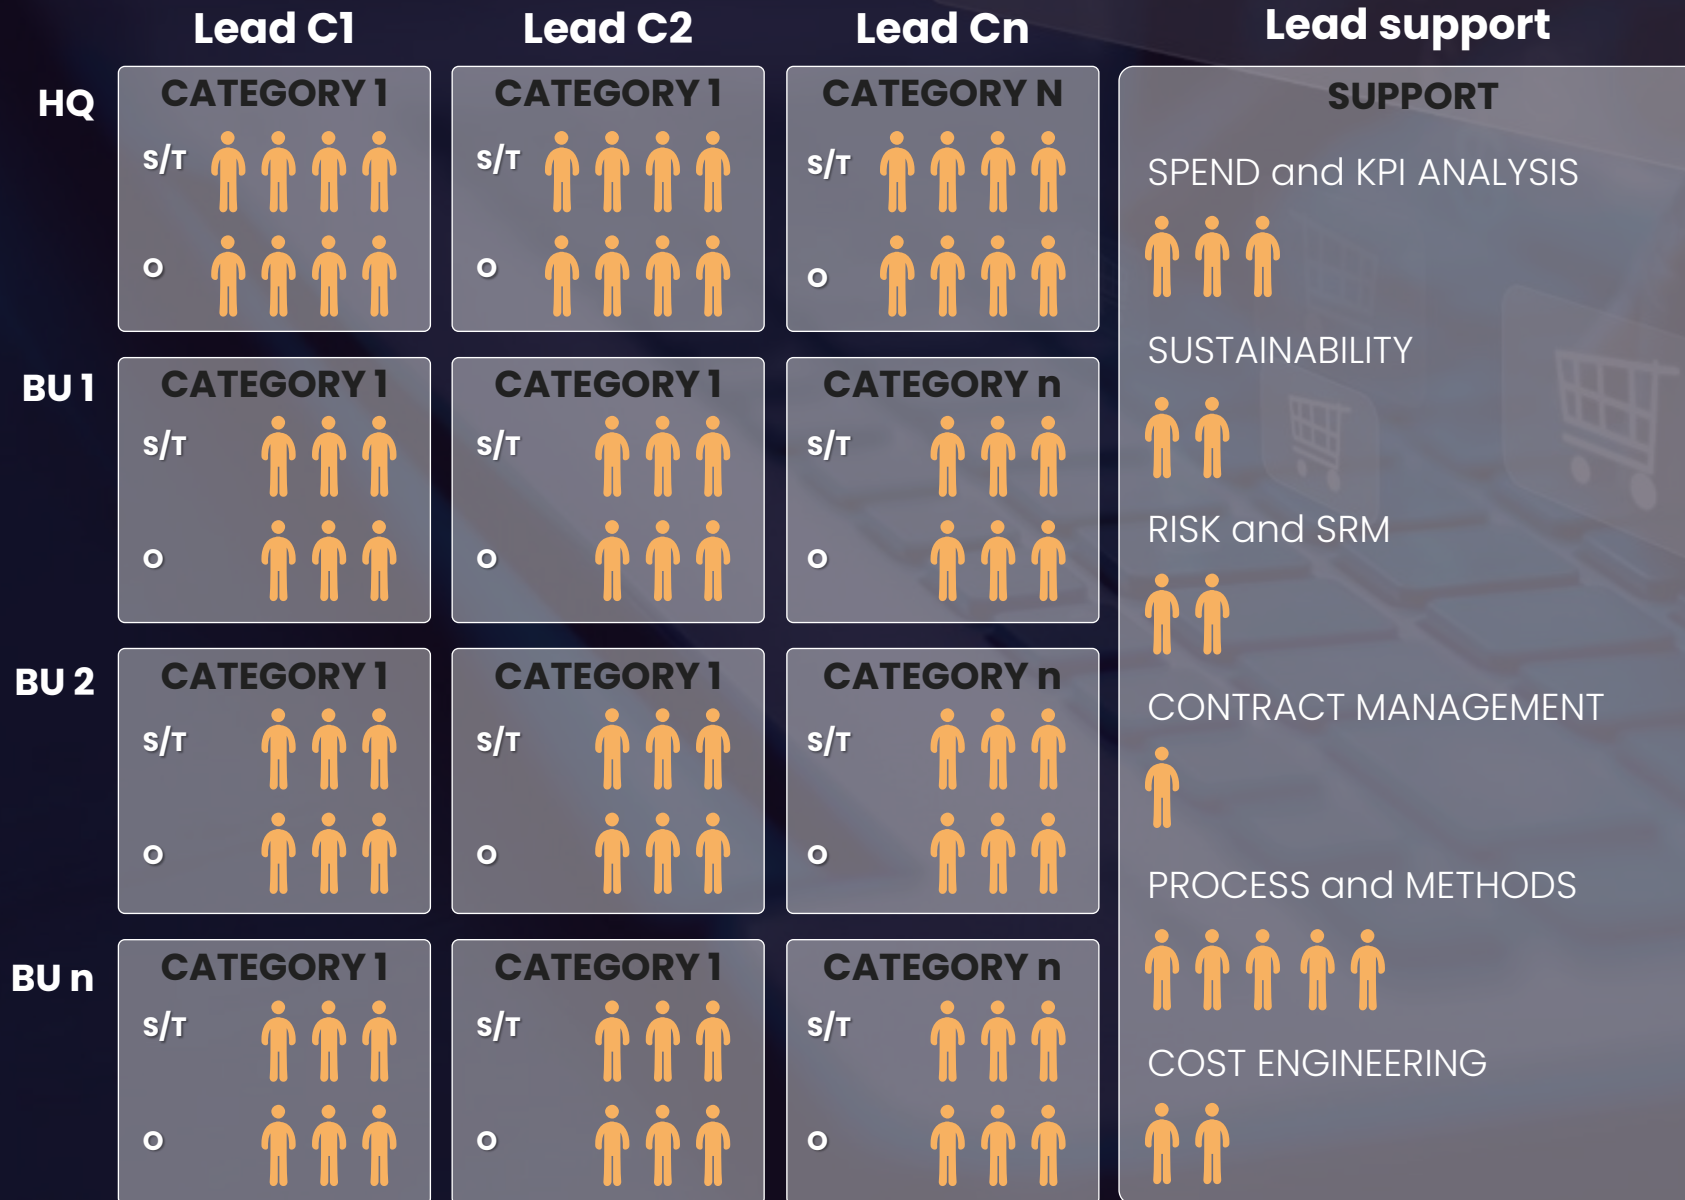 Lead C1
Lead C2
Lead Cn
Lead support
HQ
CATEGORY 1
S/T
O
CATEGORY 1
S/T
O
CATEGORY N
S/T
O
BU 1
CATEGORY 1
S/T
O
CATEGORY 1
S/T
O
CATEGORY n
S/T
O
BU 2
CATEGORY 1
S/T
O
CATEGORY 1
S/T
O
CATEGORY n
S/T
O
BU n
CATEGORY 1
S/T
O
CATEGORY 1
S/T
O
CATEGORY n
S/T
O
SUPPORT
SPEND and KPI ANALYSIS
SUSTAINABILITY
RISK and SRM
CONTRACT MANAGEMENT
PROCESS and METHODS
COST ENGINEERING